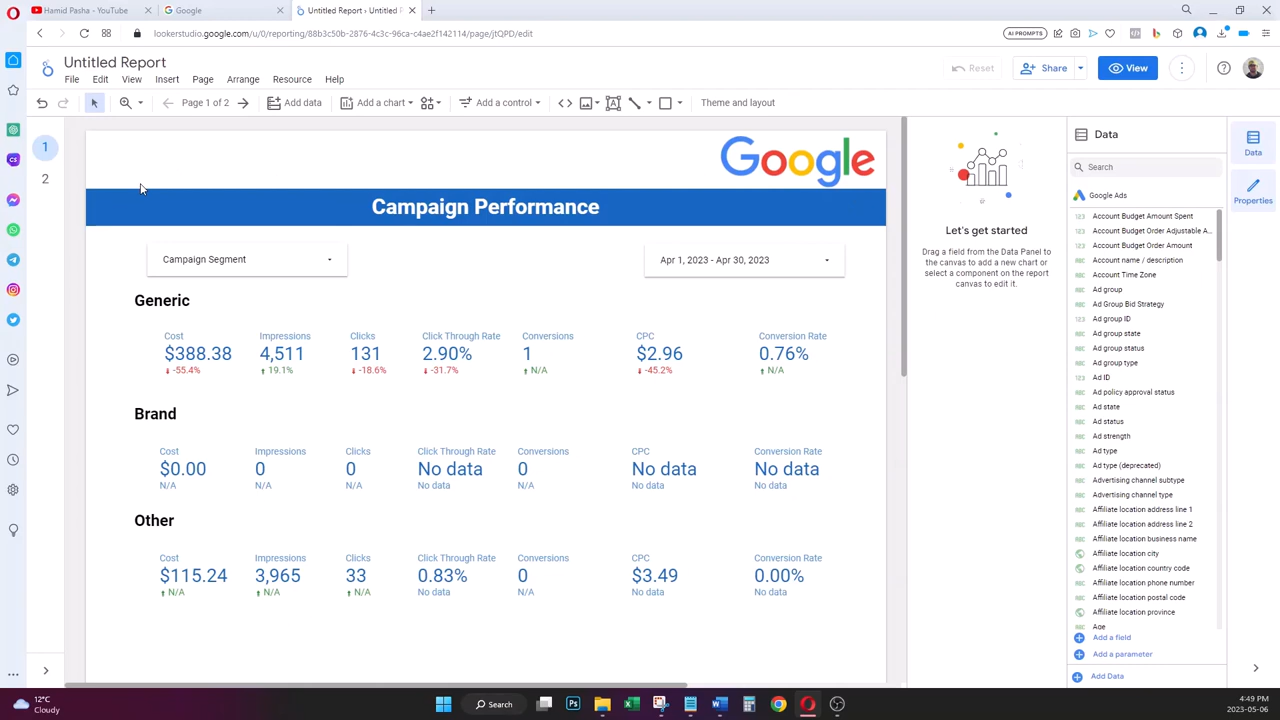 Hamid Pasha - YouTube
Google
Untitled Report › Untitled R
lookerstudio.google.com/u/0/reporting/88b3c50b-2876-4c3c-96ca-c4ae2f142114/page/jtQPD/edit
AI PROMPTS
Untitled Report
Reset
Share
View
File Edit View Insert Page Arrange Resource Help
Page 1 of 2
Add data
Add a chart
Add a control
Theme and layout
1
2
Google
Campaign Performance
Campaign Segment
Apr 1, 2023 - Apr 30, 2023
Generic
Cost Impressions Clicks Click Through Rate Conversions CPC Conversion Rate
$388.38 4,511 131 2.90% 1 $2.96 0.76%
-55.4% 19.1% -18.6% -31.7% N/A -45.2% N/A
Brand
Cost Impressions Clicks Click Through Rate Conversions CPC Conversion Rate
$0.00 0 0 No data 0 No data No data
N/A N/A N/A No data N/A No data No data
Other
Cost Impressions Clicks Click Through Rate Conversions CPC Conversion Rate
$115.24 3,965 33 0.83% 0 $3.49 0.00%
N/A N/A N/A No data N/A No data No data
Let's get started
Drag a field from the Data Panel to
the canvas to add a new chart or
select a component on the report
canvas to edit it.
Data
Search
Google Ads
Account Budget Amount Spent
Account Budget Order Adjustable A...
Account Budget Order Amount
Account name / description
Account Time Zone
Ad group
Ad Group Bid Strategy
Ad group ID
Ad group state
Ad group status
Ad group type
Ad ID
Ad policy approval status
Ad state
Ad status
Ad strength
Ad type
Ad type (deprecated)
Advertising channel subtype
Advertising channel type
Affiliate location address line 1
Affiliate location address line 2
Affiliate location business name
Affiliate location city
Affiliate location country code
Affiliate location phone number
Affiliate location postal code
Affiliate location province
Age
Add a field
Add a parameter
Add Data
Data
Properties
12°C
Cloudy
Search
4:49 PM
2023-05-06